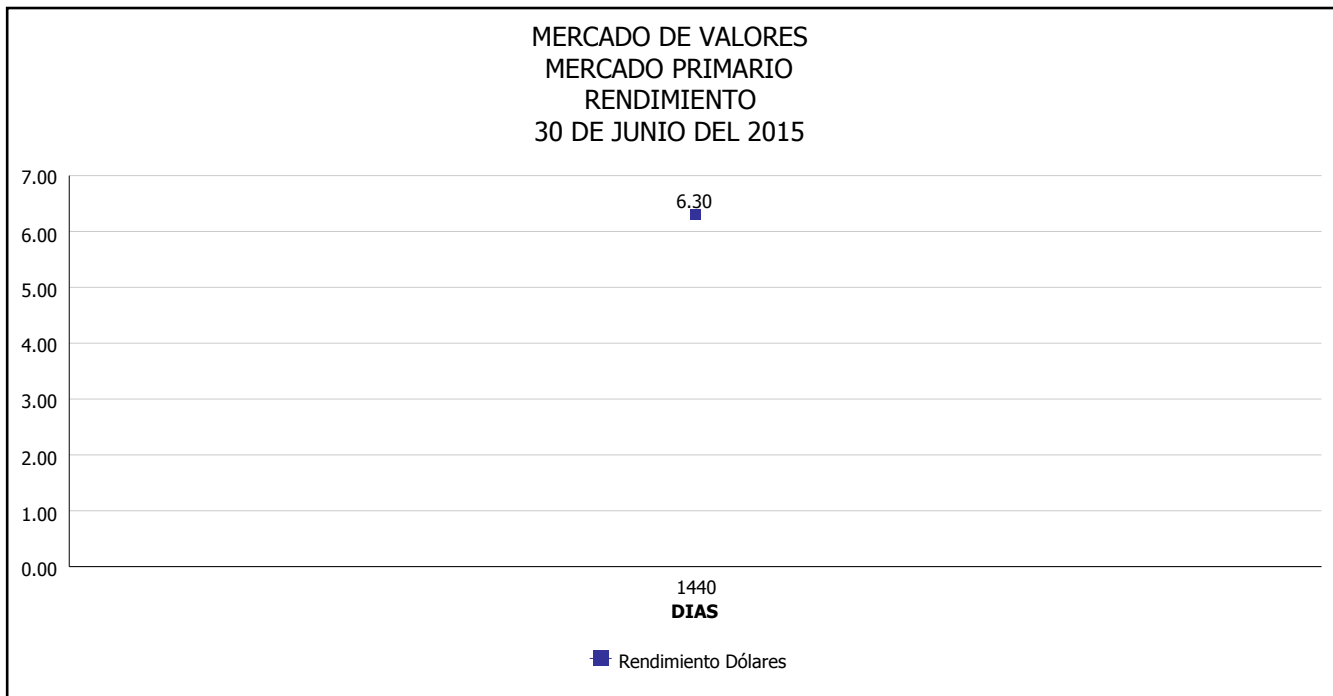 MERCADO DE VALORES
MERCADO PRIMARIO
RENDIMIENTO
30 DE JUNIO DEL 2015
7.00
6.30
6.00
5.00
4.00
3.00
2.00
1.00
0.00
1440
DIAS
Rendimiento Dólares